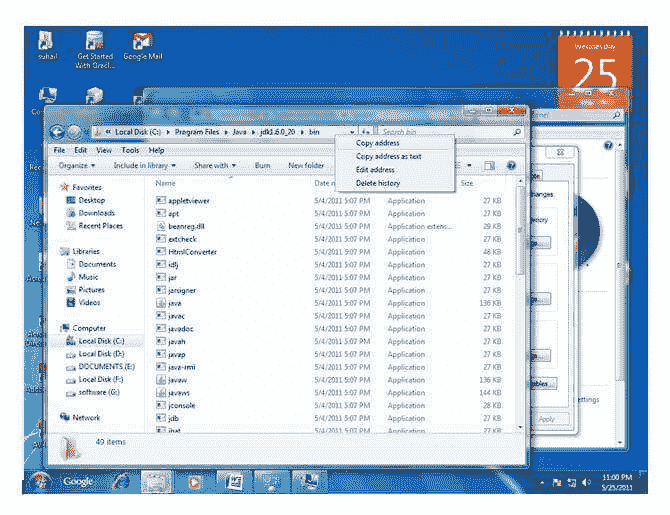 suhail
Get Started
With Oracl...
Google Mail
WEDNESDAY
25
« Local Disk (C:) ▸ Program Files ▸ Java ▸ jdk1.6.0_20 ▸ bin
Search bin
File Edit View Tools Help
Copy address
Copy address as text
Edit address
Delete history
Organize Include in library Share with Burn New folder
Name Size
Favorites
Desktop
Downloads
Recent Places
Libraries
Documents
Music
Pictures
Videos
Computer
Local Disk (C:)
Local Disk (D:)
DOCUMENTS (E:)
Local Disk (F:)
software (G:)
Network
appletviewer 5/4/2011 5:07 PM Application 27 KB
apt 5/4/2011 5:07 PM Application 27 KB
beanreg.dll 5/4/2011 5:07 PM Application extens... 29 KB
extcheck 5/4/2011 5:07 PM Application 27 KB
HtmlConverter 5/4/2011 5:07 PM Application 48 KB
idlj 5/4/2011 5:07 PM Application 27 KB
jar 5/4/2011 5:07 PM Application 27 KB
jarsigner 5/4/2011 5:07 PM Application 27 KB
java 5/4/2011 5:07 PM Application 136 KB
javac 5/4/2011 5:07 PM Application 27 KB
javadoc 5/4/2011 5:07 PM Application 27 KB
javah 5/4/2011 5:07 PM Application 27 KB
javap 5/4/2011 5:07 PM Application 27 KB
java-rmi 5/4/2011 5:07 PM Application 27 KB
javaw 5/4/2011 5:07 PM Application 136 KB
javaws 5/4/2011 5:07 PM Application 144 KB
jconsole 5/4/2011 5:07 PM Application 28 KB
jdb 5/4/2011 5:07 PM Application 27 KB
jhat 5/4/2011 5:07 PM Application 27 KB
49 items
Apply
Google
11:00 PM
5/25/2011